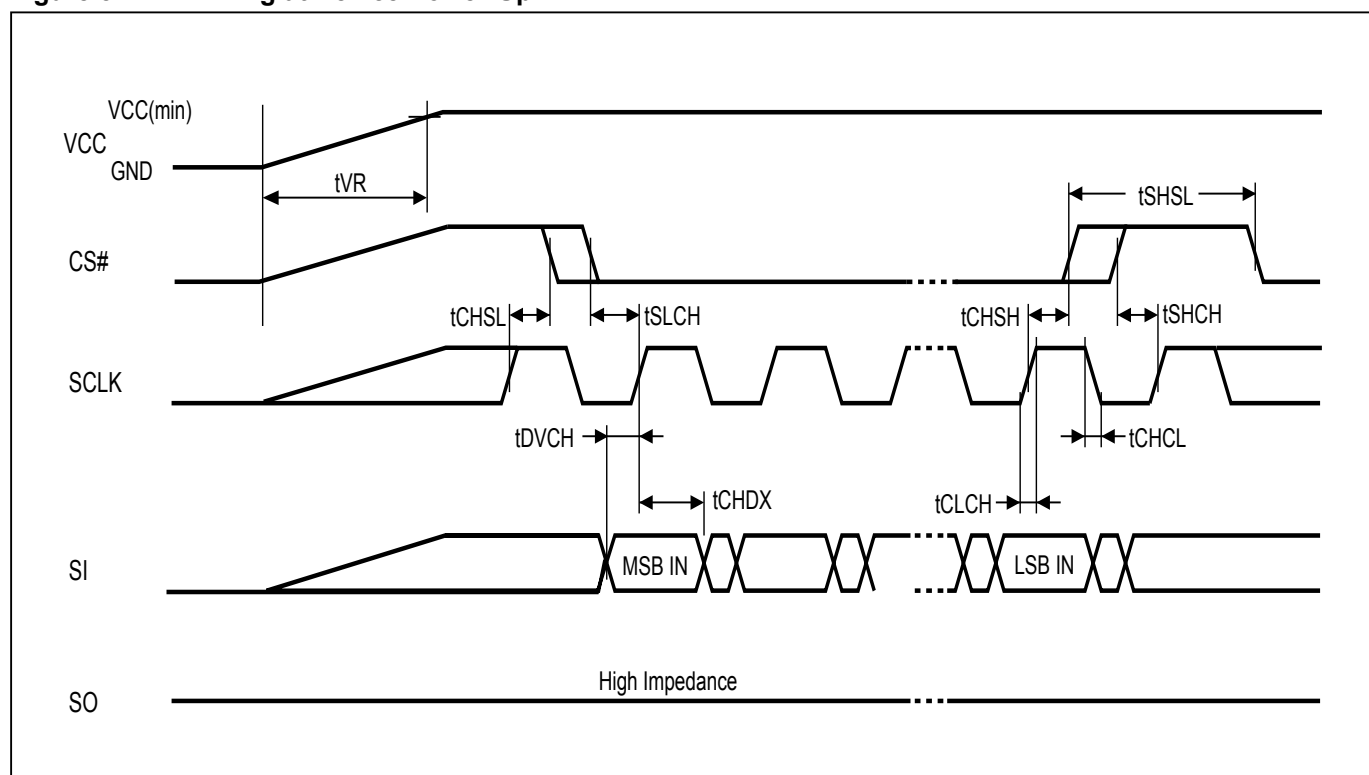 VCC(min)
VCC
GND
tVR
tSHSL
CS#
tCHSL
tSLCH
tCHSH
tSHCH
SCLK
tDVCH
tCHCL
tCHDX
tCLCH
SI
MSB IN
LSB IN
High Impedance
SO